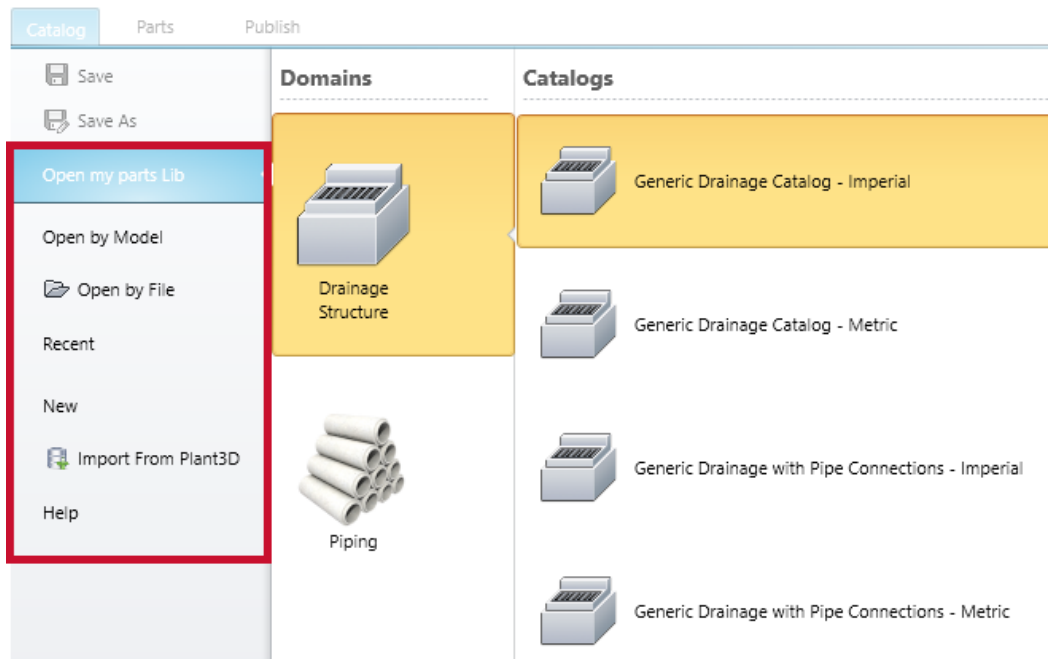 Catalog
Parts
Publish
Save
Save As
Open my parts Lib
Open by Model
Open by File
Recent
New
Import From Plant3D
Help
Domains
Drainage
Structure
Piping
Catalogs
Generic Drainage Catalog - Imperial
Generic Drainage Catalog - Metric
Generic Drainage with Pipe Connections - Imperial
Generic Drainage with Pipe Connections - Metric